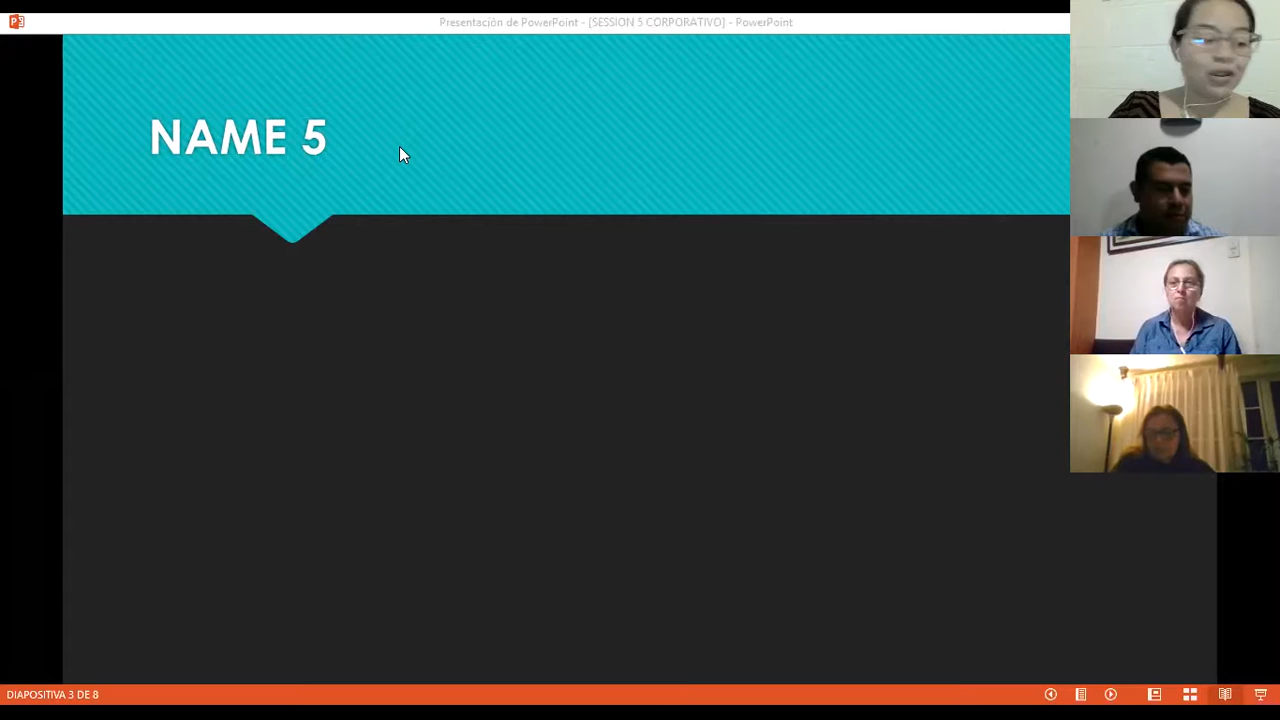 Presentación de PowerPoint - [SESSION 5 CORPORATIVO] - PowerPoint
NAME 5
DIAPOSITIVA 3 DE 8